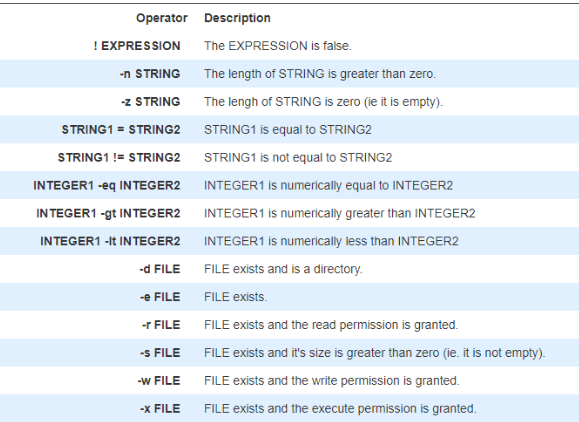 Operator Description
! EXPRESSION The EXPRESSION is false.
-n STRING The length of STRING is greater than zero.
-z STRING The lengh of STRING is zero (ie it is empty).
STRING1 = STRING2 STRING1 is equal to STRING2
STRING1 != STRING2 STRING1 is not equal to STRING2
INTEGER1 -eq INTEGER2 INTEGER1 is numerically equal to INTEGER2
INTEGER1 -gt INTEGER2 INTEGER1 is numerically greater than INTEGER2
INTEGER1 -lt INTEGER2 INTEGER1 is numerically less than INTEGER2
-d FILE FILE exists and is a directory.
-e FILE FILE exists.
-r FILE FILE exists and the read permission is granted.
-s FILE FILE exists and it's size is greater than zero (ie. it is not empty).
-w FILE FILE exists and the write permission is granted.
-x FILE FILE exists and the execute permission is granted.